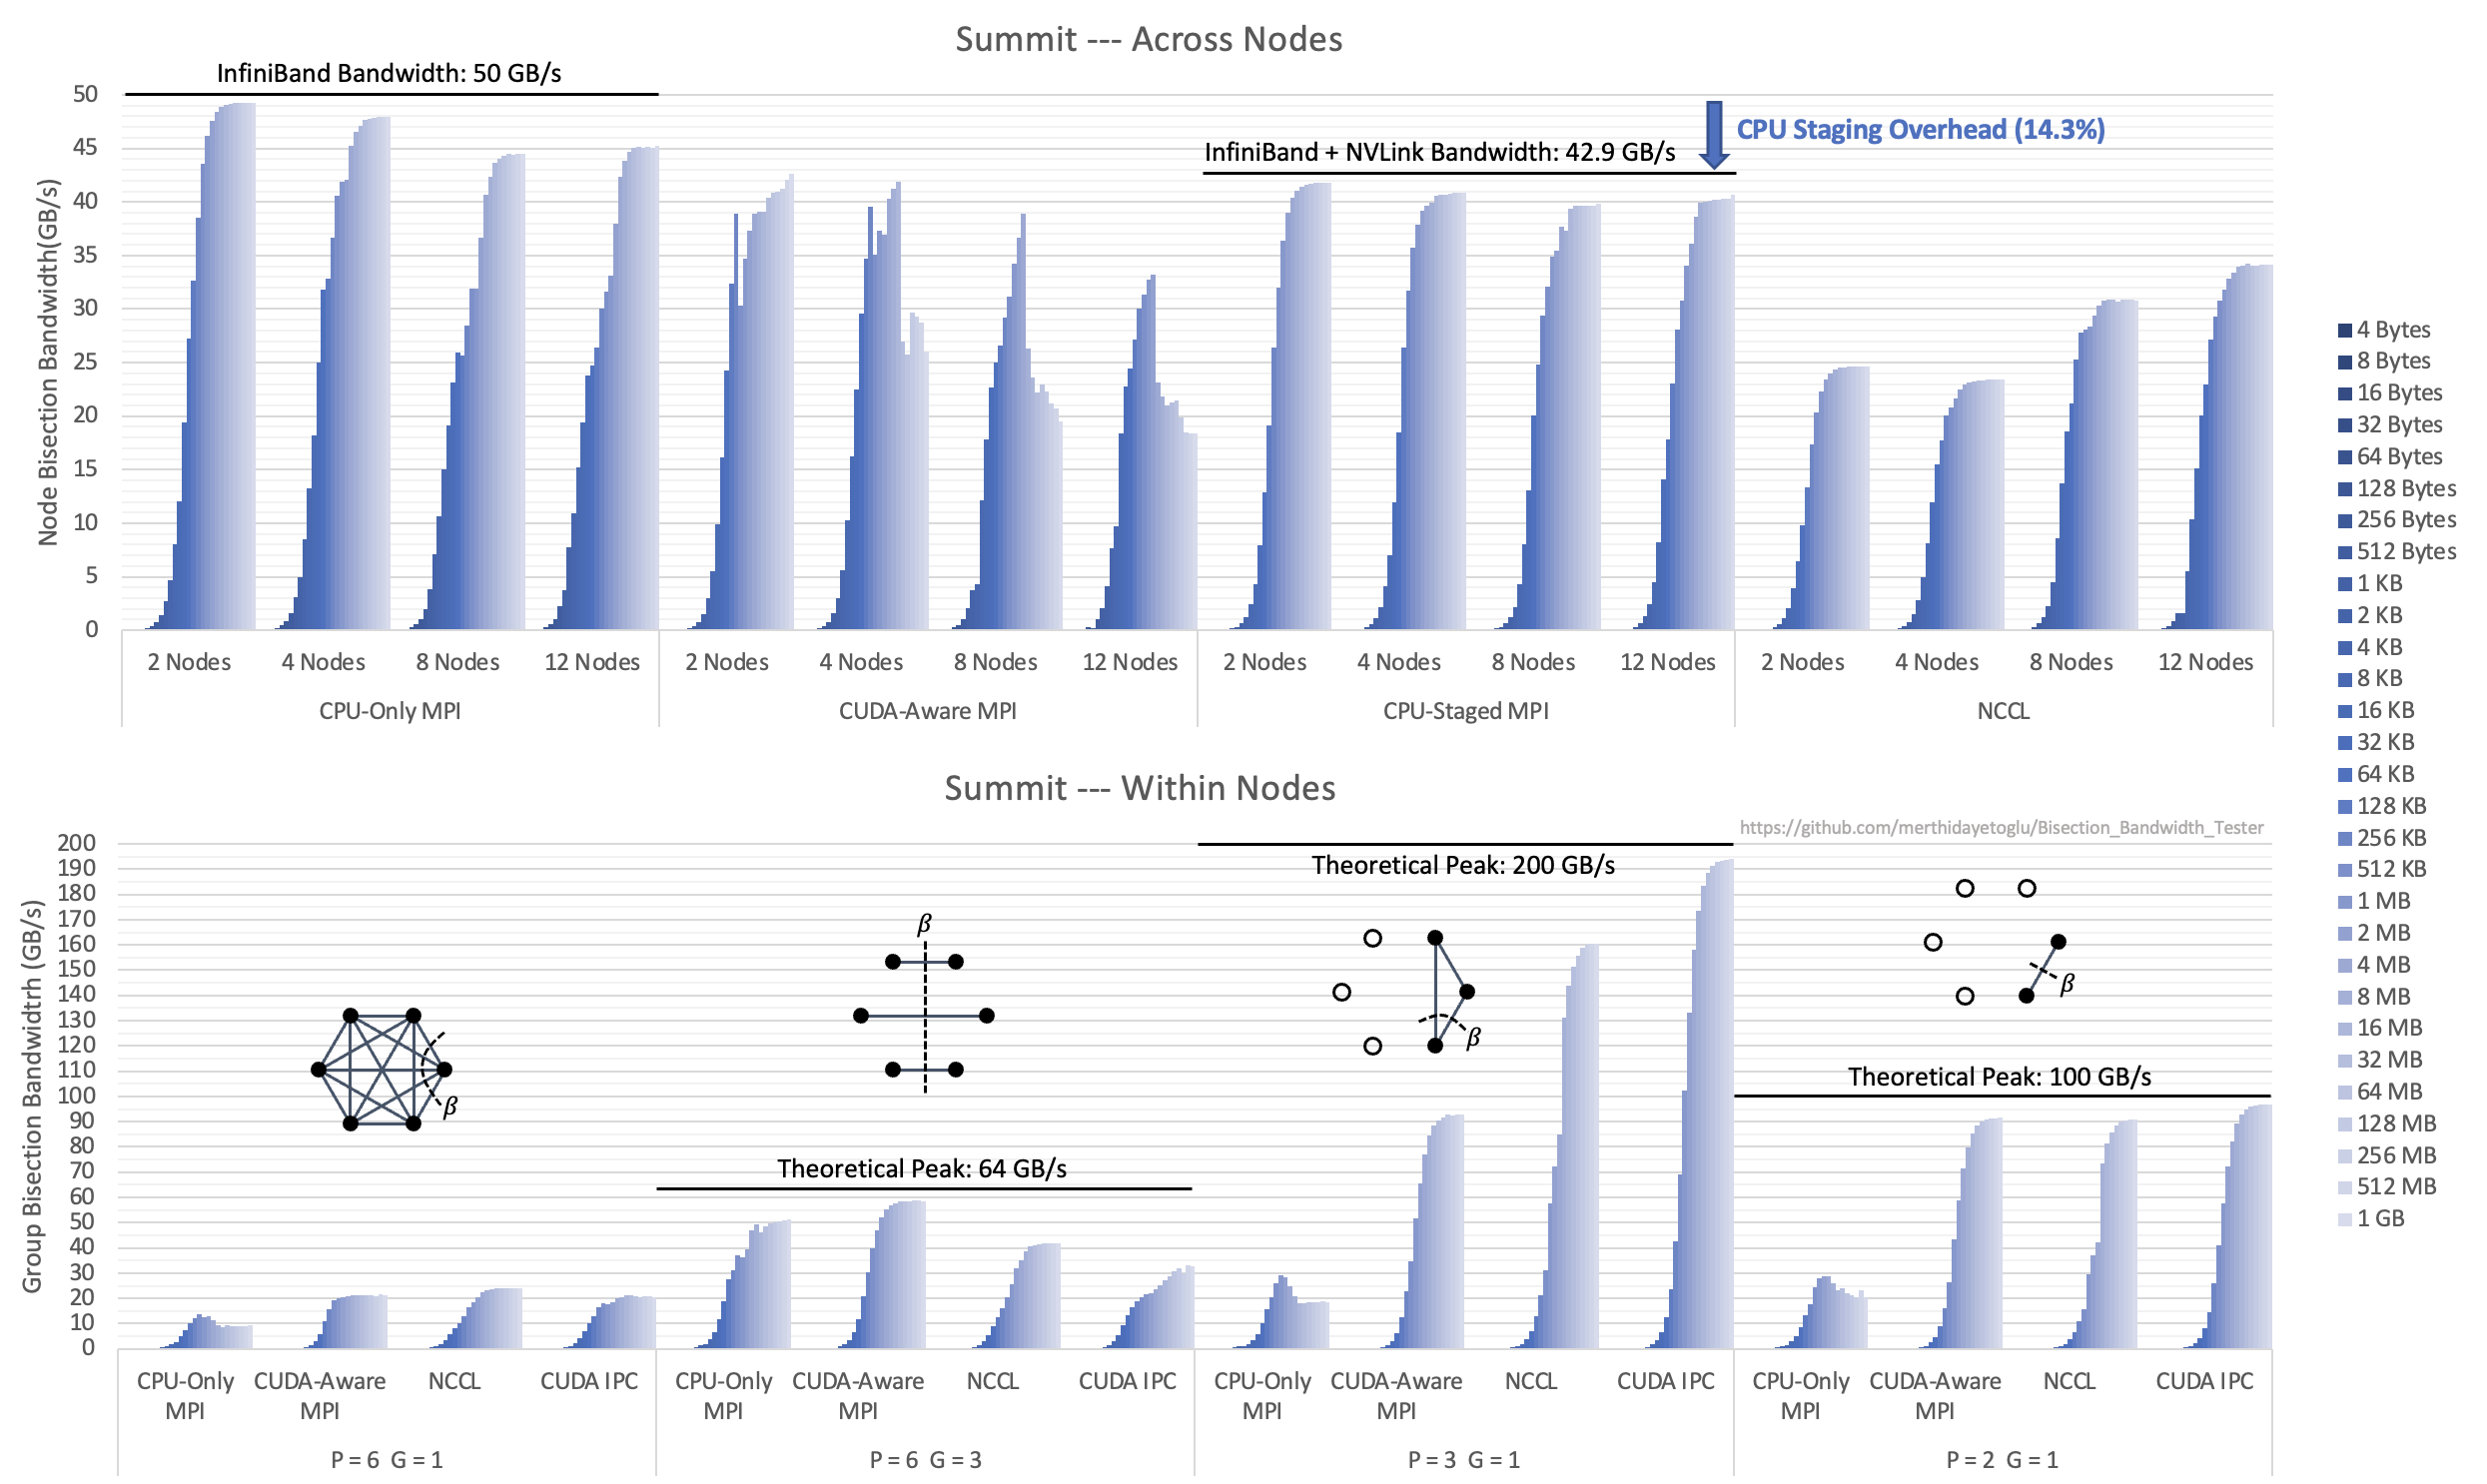 Summit --- Across Nodes
InfiniBand Bandwidth: 50 GB/s
CPU Staging Overhead (14.3%)
InfiniBand + NVLink Bandwidth: 42.9 GB/s
Node Bisection Bandwidth(GB/s)
50
45
40
35
30
25
20
15
10
5
0
2 Nodes 4 Nodes 8 Nodes 12 Nodes 2 Nodes 4 Nodes 8 Nodes 12 Nodes 2 Nodes 4 Nodes 8 Nodes 12 Nodes 2 Nodes 4 Nodes 8 Nodes 12 Nodes
CPU-Only MPI CUDA-Aware MPI CPU-Staged MPI NCCL
4 Bytes
8 Bytes
16 Bytes
32 Bytes
64 Bytes
128 Bytes
256 Bytes
512 Bytes
1 KB
2 KB
4 KB
8 KB
16 KB
32 KB
64 KB
128 KB
256 KB
512 KB
1 MB
2 MB
4 MB
8 MB
16 MB
32 MB
64 MB
128 MB
256 MB
512 MB
1 GB
Summit --- Within Nodes
https://github.com/merthidayetoglu/Bisection_Bandwidth_Tester
Group Bisection Bandwidtrh (GB/s)
200
190
180
170
160
150
140
130
120
110
100
90
80
70
60
50
40
30
20
10
0
β
β
β
β
Theoretical Peak: 64 GB/s
Theoretical Peak: 200 GB/s
Theoretical Peak: 100 GB/s
CPU-Only CUDA-Aware NCCL CUDA IPC CPU-Only CUDA-Aware NCCL CUDA IPC CPU-Only CUDA-Aware NCCL CUDA IPC CPU-Only CUDA-Aware NCCL CUDA IPC
MPI MPI MPI MPI MPI MPI MPI MPI
P = 6 G = 1 P = 6 G = 3 P = 3 G = 1 P = 2 G = 1